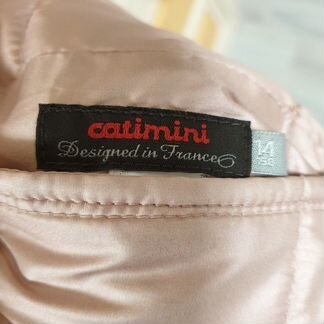 catimini
Designed in France
14